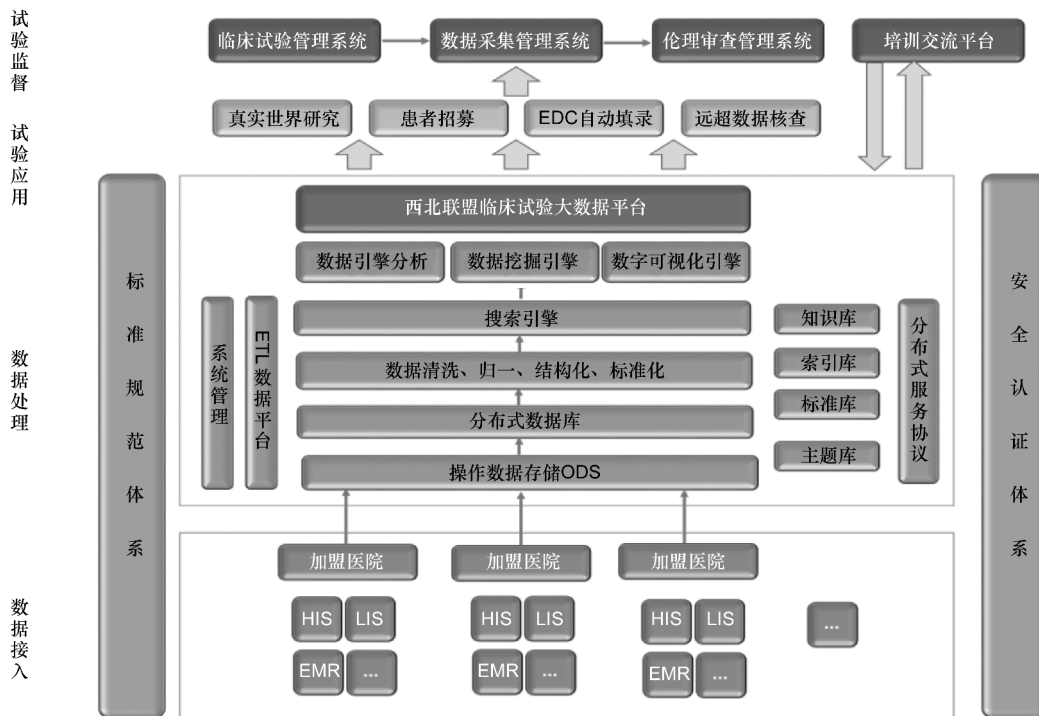 试验监督
临床试验管理系统
数据采集管理系统
伦理审查管理系统
培训交流平台
试验应用
真实世界研究
患者招募
EDC自动填录
远超数据核查
标准规范体系
安全认证体系
数据处理
西北联盟临床试验大数据平台
数据引擎分析
数据挖掘引擎
数字可视化引擎
系统管理
ETL数据平台
搜索引擎
数据清洗、归一、结构化、标准化
分布式数据库
操作数据存储ODS
知识库
索引库
标准库
主题库
分布式服务协议
数据接入
加盟医院
加盟医院
加盟医院
HIS
LIS
HIS
LIS
HIS
LIS
...
EMR
...
EMR
...
EMR
...